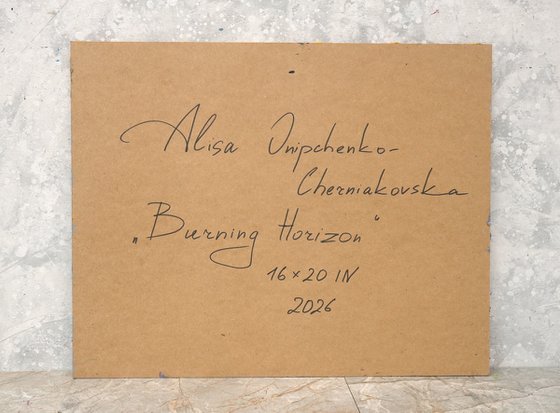 Alisa Onipchenko-
Cherniakovska
„Burning Horizon“
16×20 IN
2026